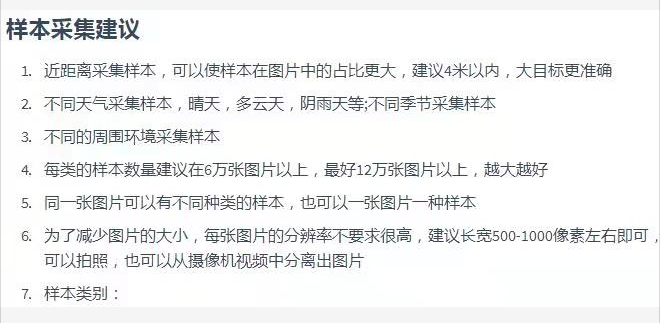 样本采集建议
1. 近距离采集样本，可以使样本在图片中的占比更大，建议4米以内，大目标更准确
2. 不同天气采集样本，晴天，多云天，阴雨天等;不同季节采集样本
3. 不同的周围环境采集样本
4. 每类的样本数量建议在6万张图片以上，最好12万张图片以上，越大越好
5. 同一张图片可以有不同种类的样本，也可以一张图片一种样本
6. 为了减少图片的大小，每张图片的分辨率不要求很高，建议长宽500-1000像素左右即可，
可以拍照，也可以从摄像机视频中分离出图片
7. 样本类别：